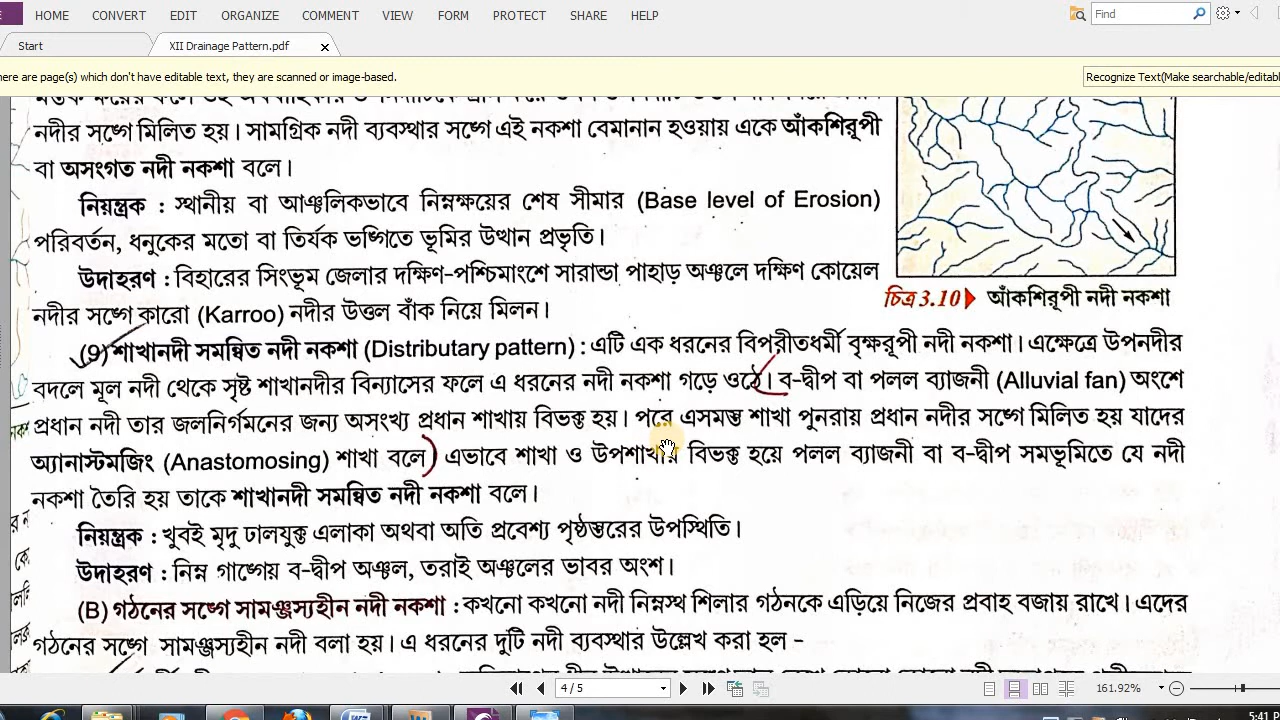 HOME CONVERT EDIT ORGANIZE COMMENT VIEW FORM PROTECT SHARE HELP Find
Start XII Drainage Pattern.pdf
here are page(s) which don't have editable text, they are scanned or image-based. Recognize Text(Make searchable/editabl
নদীর সঙ্গে মিলিত হয়। সামগ্রিক নদী ব্যবস্থার সঙ্গে এই নকশা বেমানান হওয়ায় একে আঁকশিরূপী
বা অসংগত নদী নকশা বলে।
নিয়ন্ত্রক : স্থানীয় বা আঞ্চলিকভাবে নিম্নক্ষয়ের শেষ সীমার (Base level of Erosion)
পরিবর্তন, ধনুকের মতো বা তির্যক ভঙ্গিতে ভূমির উত্থান প্রভৃতি।
উদাহরণ : বিহারের সিংভূম জেলার দক্ষিণ-পশ্চিমাংশে সারান্ডা পাহাড় অঞ্চলে দক্ষিণ কোয়েল
নদীর সঙ্গে কারো (Karroo) নদীর উত্তল বাঁক নিয়ে মিলন।
চিত্র 3.10 আঁকশিরূপী নদী নকশা
(9) শাখানদী সমন্বিত নদী নকশা (Distributary pattern) : এটি এক ধরনের বিপরীতধর্মী বৃক্ষরূপী নদী নকশা। এক্ষেত্রে উপনদীর
বদলে মূল নদী থেকে সৃষ্ট শাখানদীর বিন্যাসের ফলে এ ধরনের নদী নকশা গড়ে ওঠে। ব-দ্বীপ বা পলল ব্যাজনী (Alluvial fan) অংশে
প্রধান নদী তার জলনির্গমনের জন্য অসংখ্য প্রধান শাখায় বিভক্ত হয়। পরে এসমস্ত শাখা পুনরায় প্রধান নদীর সঙ্গে মিলিত হয় যাদের
অ্যানাস্টমজিং (Anastomosing) শাখা বলে) এভাবে শাখা ও উপশাখায় বিভক্ত হয়ে পলল ব্যাজনী বা ব-দ্বীপ সমভূমিতে যে নদী
নকশা তৈরি হয় তাকে শাখানদী সমন্বিত নদী নকশা বলে।
নিয়ন্ত্রক : খুবই মৃদু ঢালযুক্ত এলাকা অথবা অতি প্রবেশ্য পৃষ্ঠস্তরের উপস্থিতি।
উদাহরণ : নিম্ন গাঙ্গেয় ব-দ্বীপ অঞ্চল, তরাই অঞ্চলের ভাবর অংশ।
(B) গঠনের সঙ্গে সামঞ্জস্যহীন নদী নকশা : কখনো কখনো নদী নিম্নস্থ শিলার গঠনকে এড়িয়ে নিজের প্রবাহ বজায় রাখে। এদের
গঠনের সঙ্গে সামঞ্জস্যহীন নদী বলা হয়। এ ধরনের দুটি নদী ব্যবস্থার উল্লেখ করা হল –
4 / 5 161.92%
5:41 P